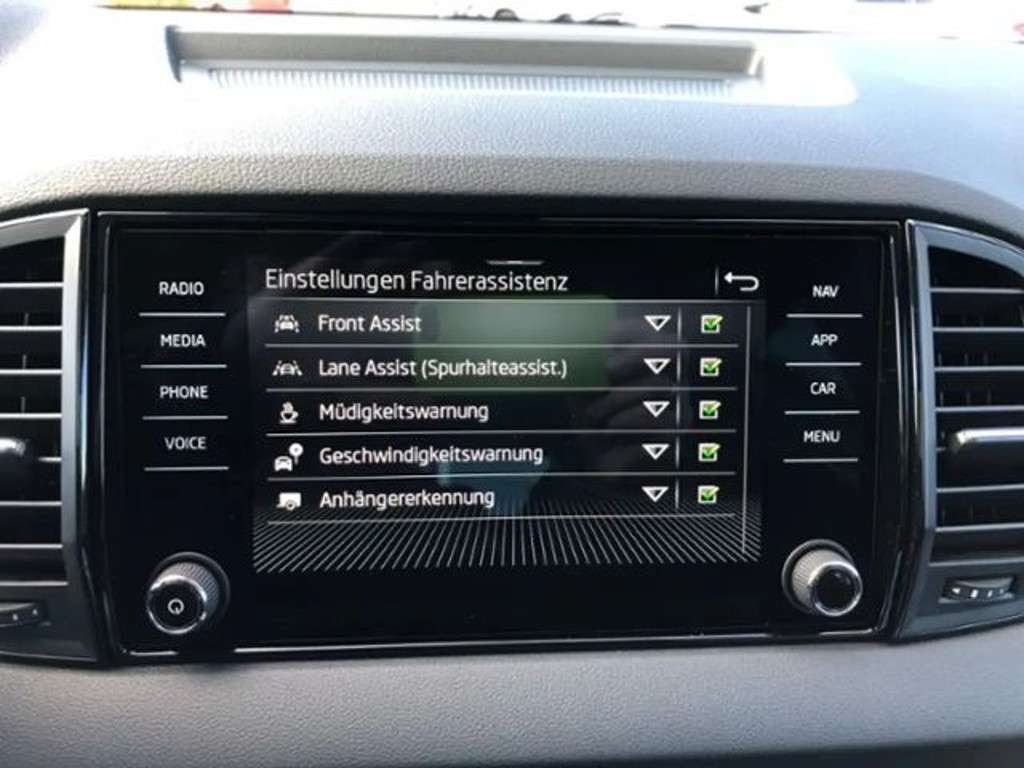 Einstellungen Fahrerassistenz
RADIO
MEDIA
PHONE
VOICE
Front Assist
Lane Assist (Spurhalteassist.)
Müdigkeitswarnung
Geschwindigkeitswarnung
Anhängererkennung
NAV
APP
CAR
MENU